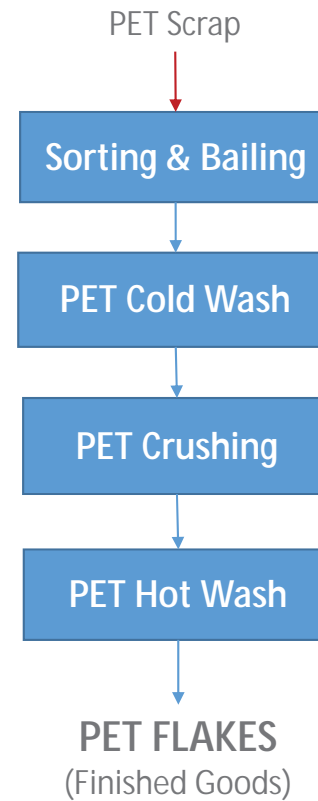 PET Scrap
Sorting & Bailing
PET Cold Wash
PET Crushing
PET Hot Wash
PET FLAKES
(Finished Goods)